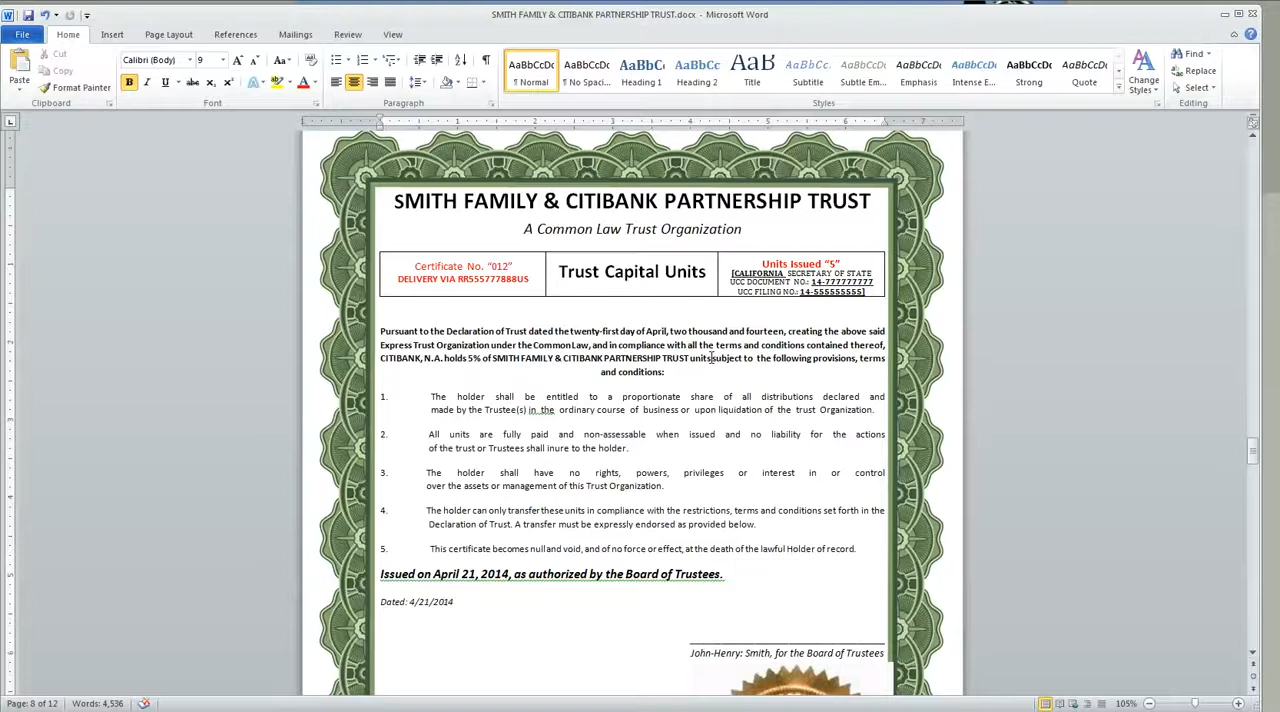 SMITH FAMILY & CITIBANK PARTNERSHIP TRUST.docx - Microsoft Word
File Home Insert Page Layout References Mailings Review View
Paste
Cut
Copy
Format Painter
Clipboard
Calibri (Body) 9
Font
Paragraph
AaBbCcDc AaBbCcDc AaBbC AaBbCc AaB AaBbCc. AaBbCcDc AaBbCcDc AaBbCcDc AaBbCcDc AaBbCcDc
¶ Normal ¶ No Spaci... Heading 1 Heading 2 Title Subtitle Subtle Em... Emphasis Intense E... Strong Quote
Styles
Change Styles
Find
Replace
Select
Editing
SMITH FAMILY & CITIBANK PARTNERSHIP TRUST
A Common Law Trust Organization
Certificate No. “012”
DELIVERY VIA RR555777888US
Trust Capital Units
Units Issued “5”
[CALIFORNIA SECRETARY OF STATE
UCC DOCUMENT NO.: 14-777777777
UCC FILING NO.: 14-555555555]
Pursuant to the Declaration of Trust dated the twenty-first day of April, two thousand and fourteen, creating the above said
Express Trust Organization under the Common Law, and in compliance with all the terms and conditions contained thereof,
CITIBANK, N.A. holds 5% of SMITH FAMILY & CITIBANK PARTNERSHIP TRUST units subject to the following provisions, terms
and conditions:
1. The holder shall be entitled to a proportionate share of all distributions declared and
made by the Trustee(s) in the ordinary course of business or upon liquidation of the trust Organization.
2. All units are fully paid and non-assessable when issued and no liability for the actions
of the trust or Trustees shall inure to the holder.
3. The holder shall have no rights, powers, privileges or interest in or control
over the assets or management of this Trust Organization.
4. The holder can only transfer these units in compliance with the restrictions, terms and conditions set forth in the
Declaration of Trust. A transfer must be expressly endorsed as provided below.
5. This certificate becomes null and void, and of no force or effect, at the death of the lawful Holder of record.
Issued on April 21, 2014, as authorized by the Board of Trustees.
Dated: 4/21/2014
John-Henry: Smith, for the Board of Trustees
Page: 8 of 12 Words: 4,536 105%